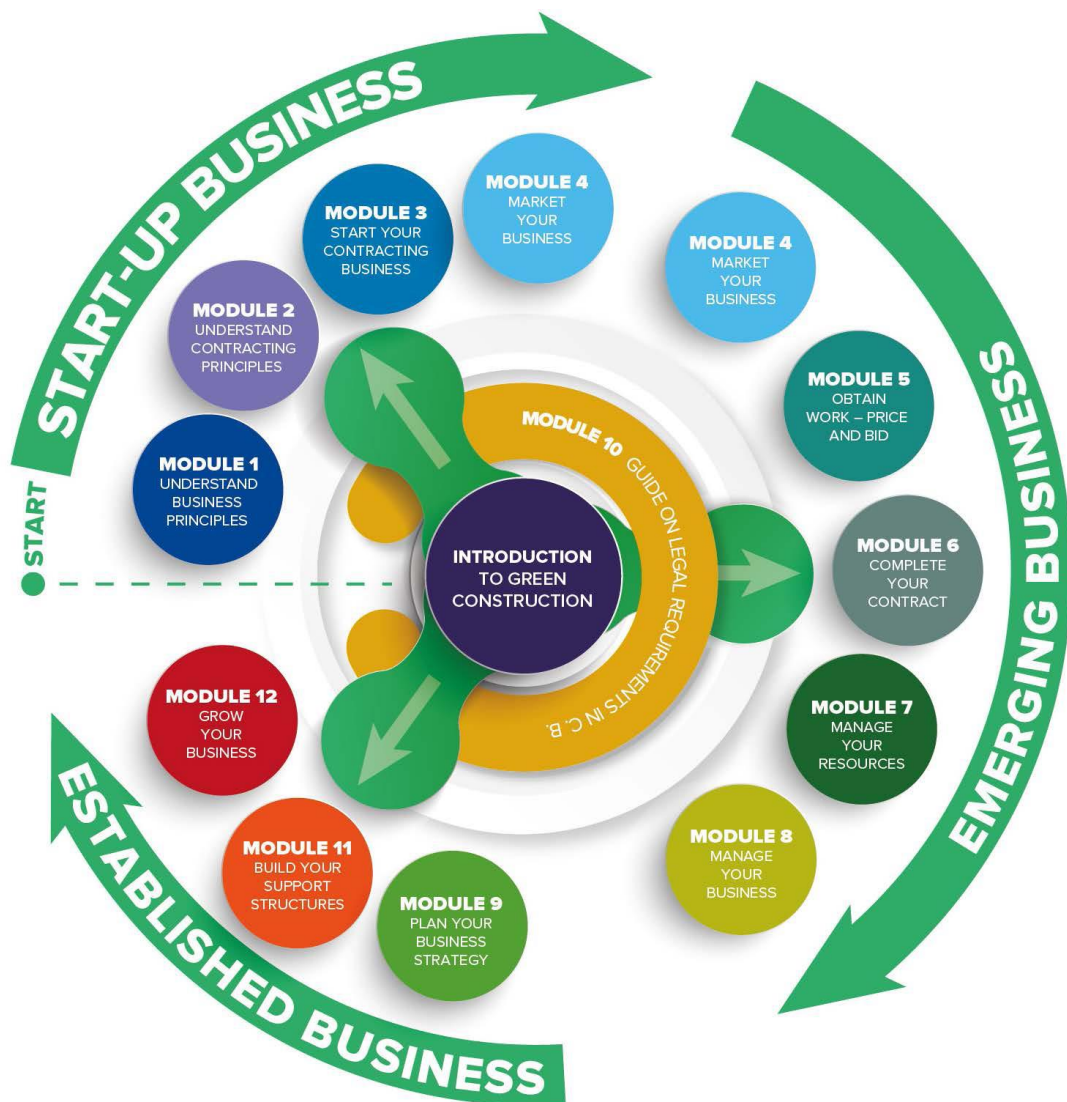 START
START-UP BUSINESS
MODULE 1
UNDERSTAND
BUSINESS
PRINCIPLES
MODULE 2
UNDERSTAND
CONTRACTING
PRINCIPLES
MODULE 3
START YOUR
CONTRACTING
BUSINESS
MODULE 4
MARKET
YOUR
BUSINESS
EMERGING BUSINESS
MODULE 4
MARKET
YOUR
BUSINESS
MODULE 5
OBTAIN
WORK – PRICE
AND BID
MODULE 6
COMPLETE
YOUR
CONTRACT
MODULE 7
MANAGE
YOUR
RESOURCES
MODULE 8
MANAGE
YOUR
BUSINESS
ESTABLISHED BUSINESS
MODULE 9
PLAN YOUR
BUSINESS
STRATEGY
MODULE 11
BUILD YOUR
SUPPORT
STRUCTURES
MODULE 12
GROW
YOUR
BUSINESS
MODULE 10 GUIDE ON LEGAL REQUIREMENTS IN C. B.
INTRODUCTION
TO GREEN
CONSTRUCTION